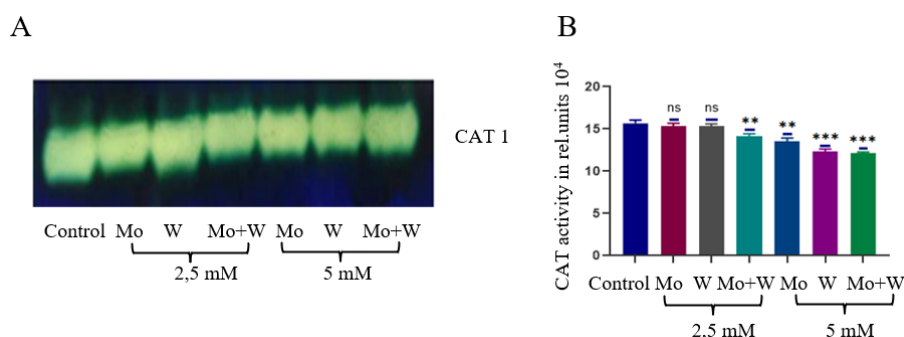 A
CAT 1
Control Mo W Mo+W Mo W Mo+W
2,5 mM 5 mM
B
CAT activity in rel.units 10⁴
20
15
10
5
0
ns ns ** ** *** ***
Control Mo W Mo+W Mo W Mo+W
2,5 mM 5 mM